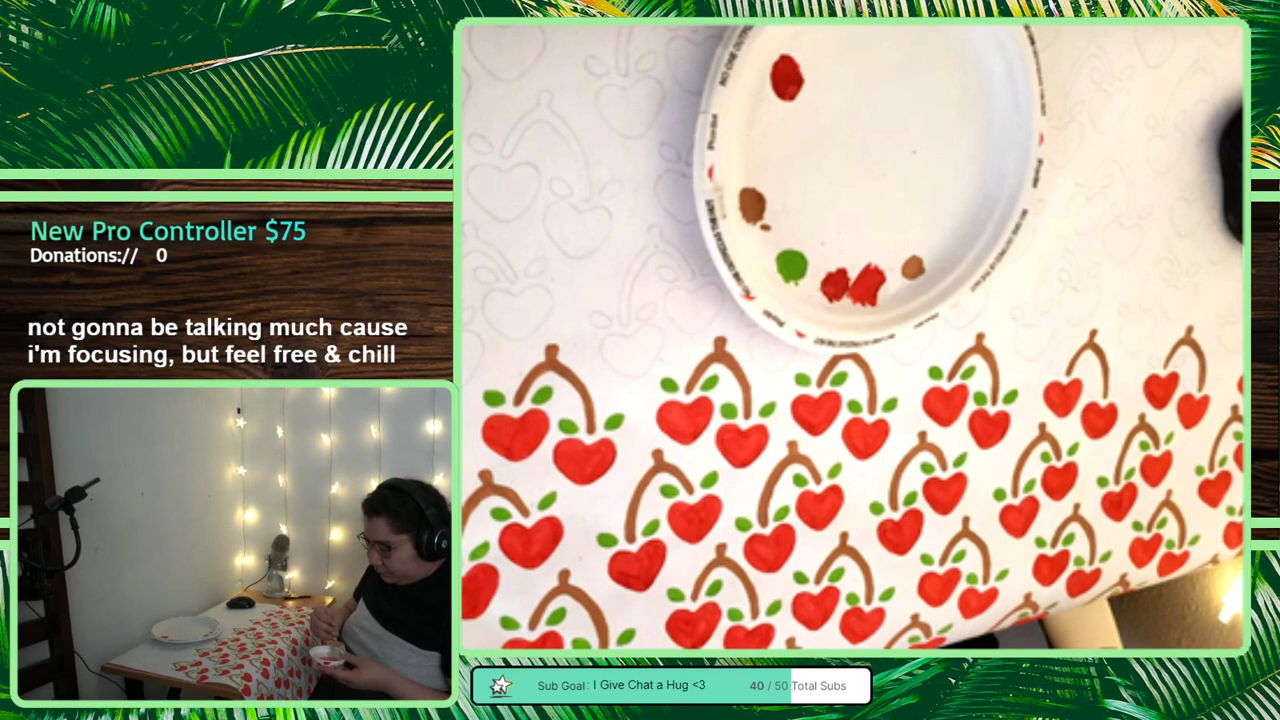 New Pro Controller $75
Donations:// 0
not gonna be talking much cause
i'm focusing, but feel free & chill
Sub Goal: I Give Chat a Hug <3 40 / 50 Total Subs